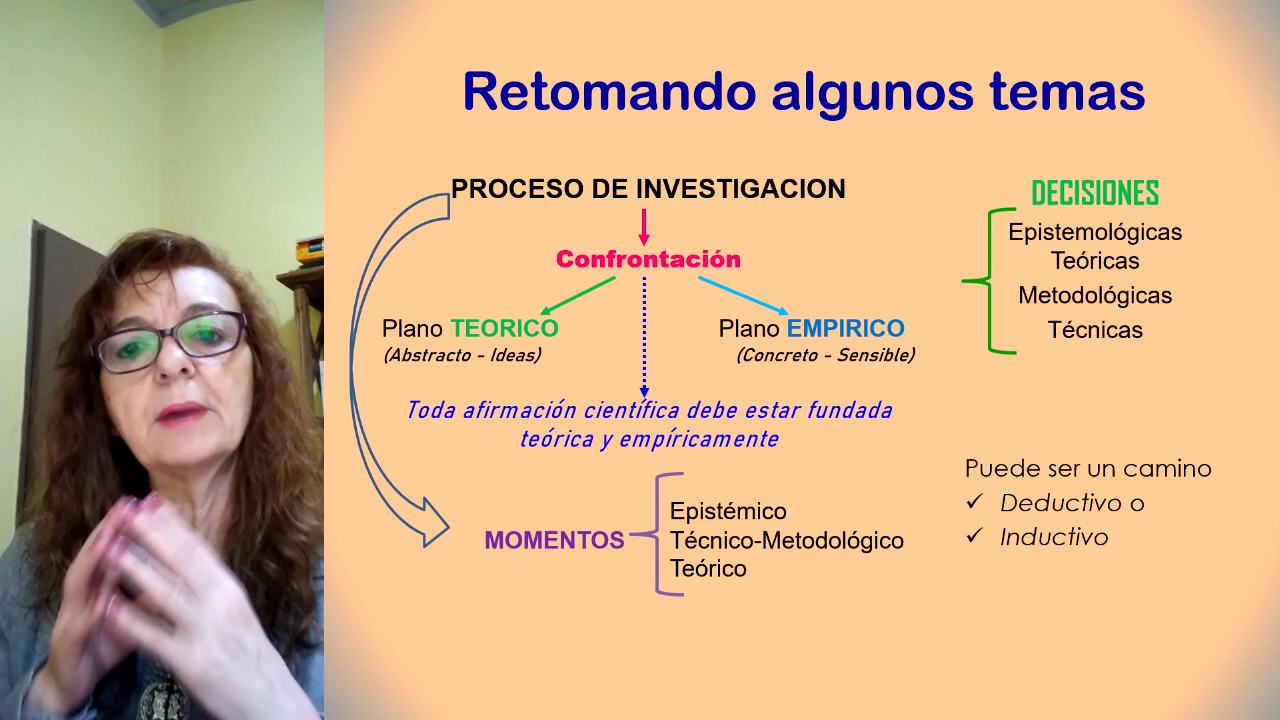 Retomando algunos temas
PROCESO DE INVESTIGACION
Confrontación
Plano TEORICO
(Abstracto - Ideas)
Plano EMPIRICO
(Concreto - Sensible)
Toda afirmación científica debe estar fundada
teórica y empíricamente
MOMENTOS
Epistémico
Técnico-Metodológico
Teórico
DECISIONES
Epistemológicas
Teóricas
Metodológicas
Técnicas
Puede ser un camino
✓ Deductivo o
✓ Inductivo